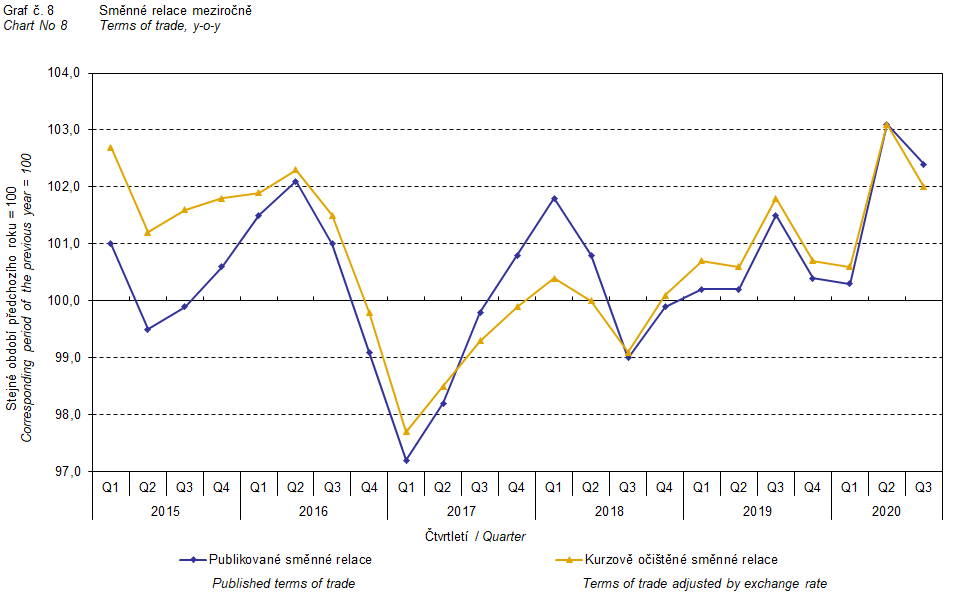 Graf č. 8 Směnné relace meziročně
Chart No 8 Terms of trade, y-o-y
Stejné období předchozího roku = 100
Corresponding period of the previous year = 100
104,0
103,0
102,0
101,0
100,0
99,0
98,0
97,0
Q1 Q2 Q3 Q4 Q1 Q2 Q3 Q4 Q1 Q2 Q3 Q4 Q1 Q2 Q3 Q4 Q1 Q2 Q3 Q4 Q1 Q2 Q3
2015 2016 2017 2018 2019 2020
Čtvrtletí / Quarter
Publikované směnné relace Kurzově očištěné směnné relace
Published terms of trade Terms of trade adjusted by exchange rate